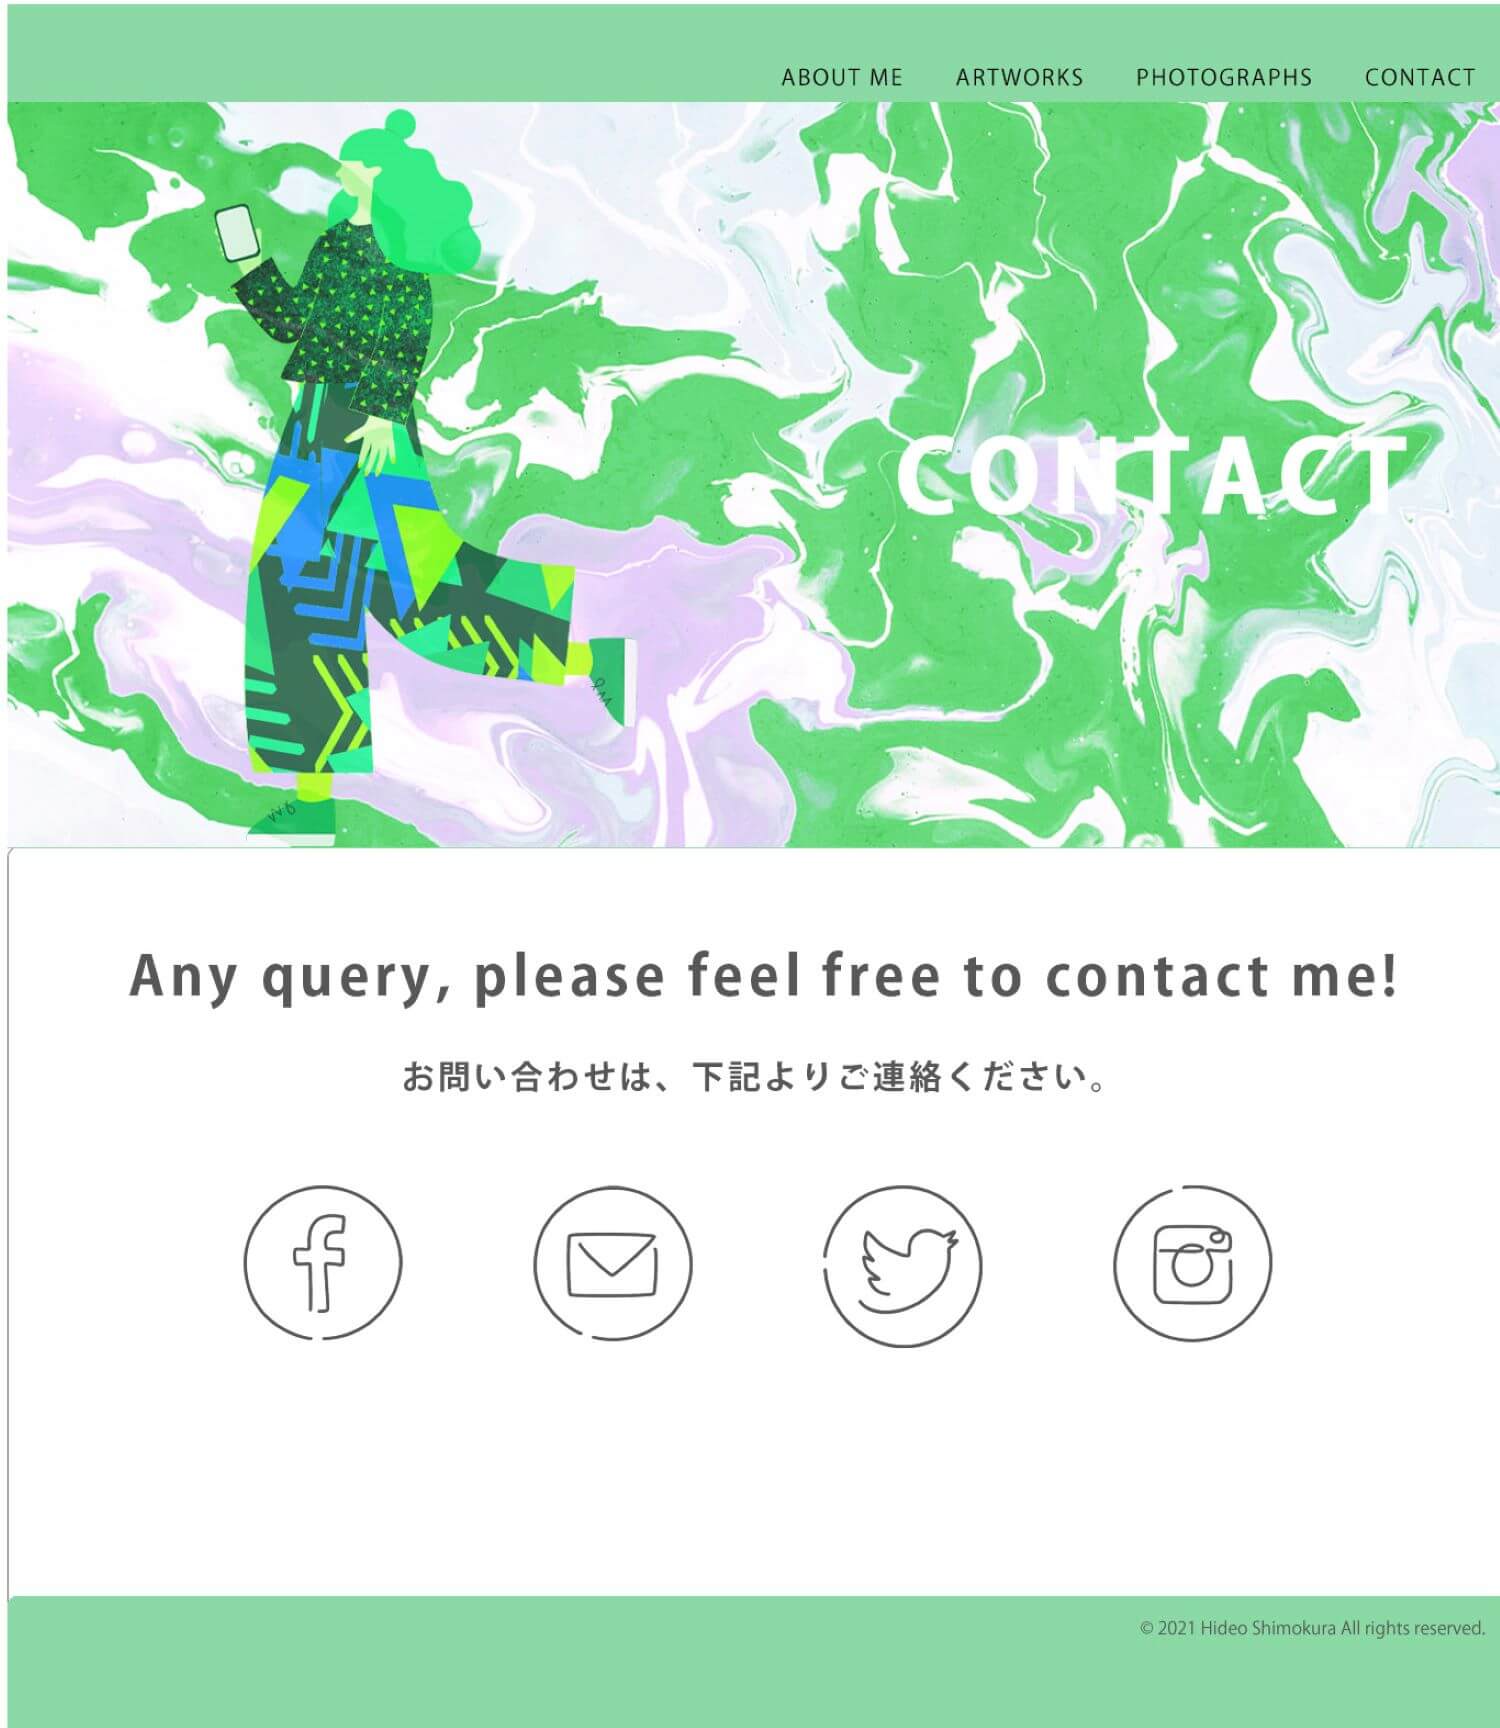 ABOUT ME ARTWORKS PHOTOGRAPHS CONTACT
CONTACT
Any query, please feel free to contact me!
お問い合わせは、下記よりご連絡ください。
© 2021 Hideo Shimokura All rights reserved.